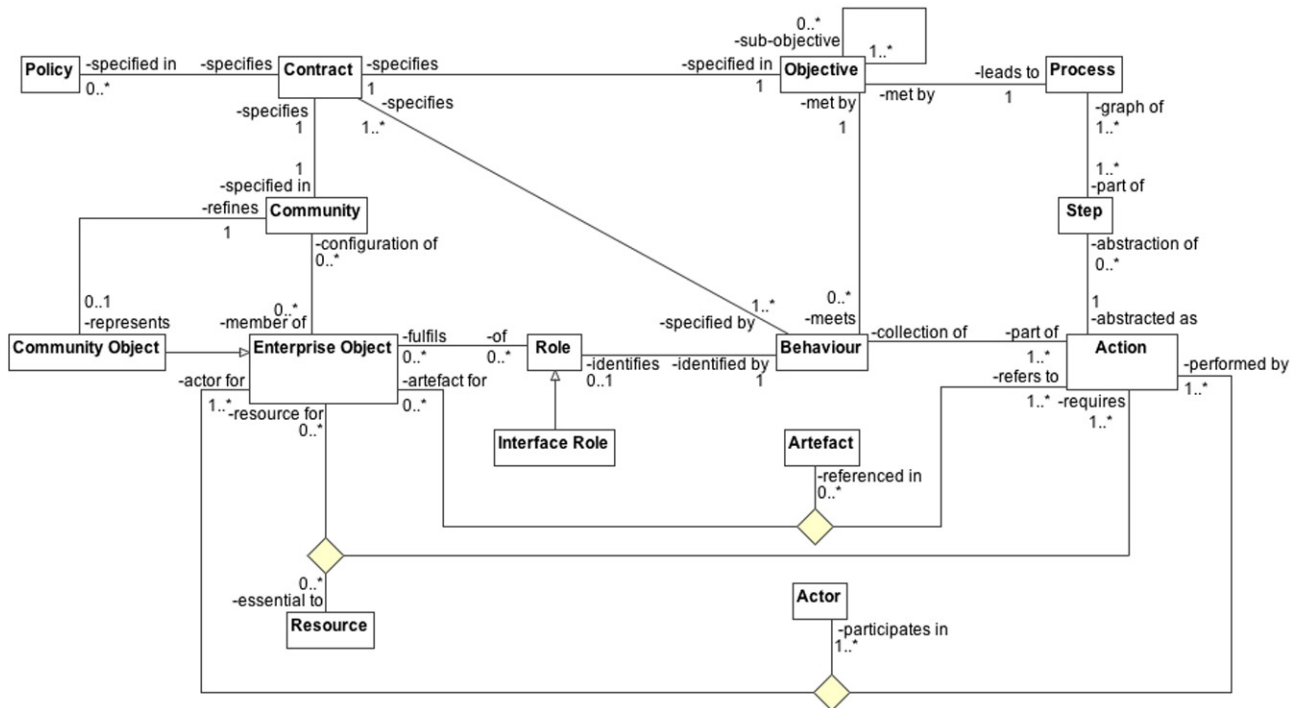 0..*
-sub-objective
1..*
Policy
-specified in
0..*
-specifies
Contract
-specifies
1
-specified in
1
Objective
-leads to
1
Process
-met by
-specifies
1
-specifies
1..*
-met by
1
-graph of
1..*
1
-specified in
1..*
-part of
-refines
1
Community
Step
-configuration of
0..*
-abstraction of
0..*
0..1
-represents
0..*
-member of
1..*
-specified by
0..*
-meets
1
-abstracted as
Community Object
Enterprise Object
-fulfils
0..*
-of
0..*
Role
-identifies
0..1
-identified by
1
Behaviour
-collection of
-part of
1..*
Action
-performed by
1..*
-actor for
1..*
-resource for
0..*
-artefact for
0..*
-refers to
1..*
-requires
1..*
Interface Role
Artefact
-referenced in
0..*
0..*
-essential to
Resource
Actor
-participates in
1..*